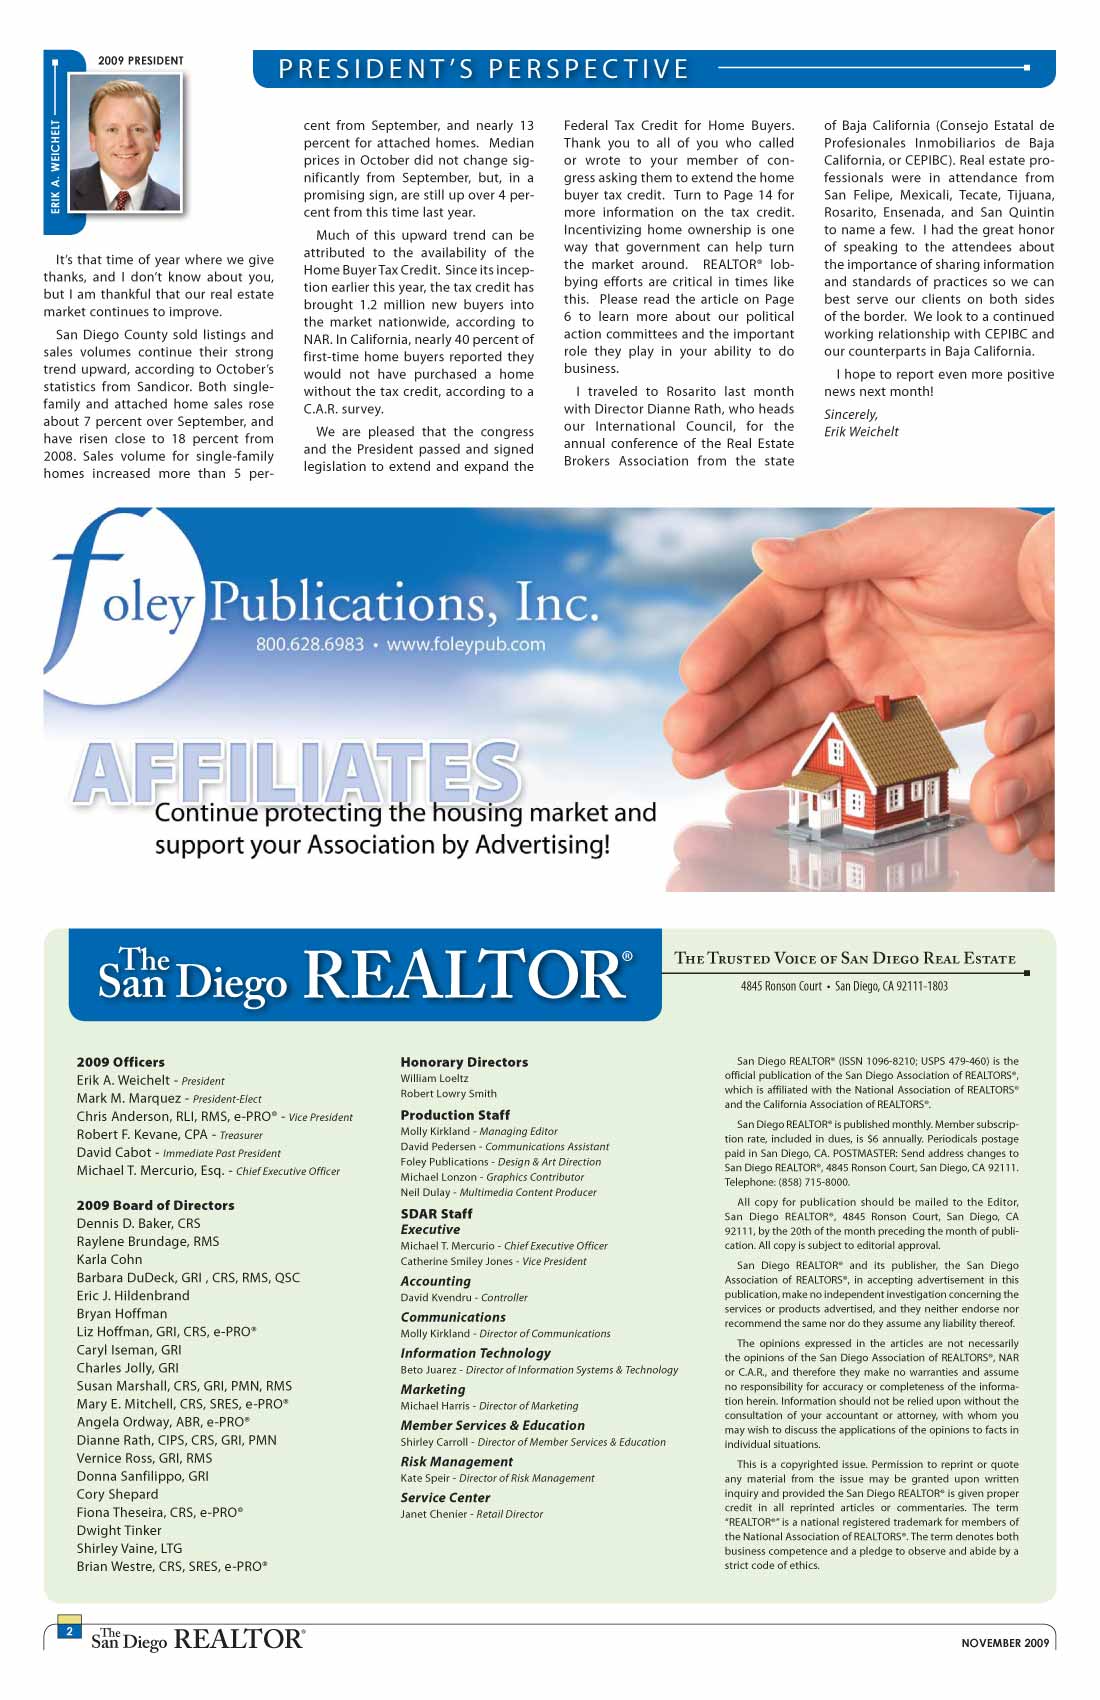 2009 PRESIDENT
ERIK A. WEICHELT
PRESIDENT'S PERSPECTIVE
It's that time of year where we give
thanks, and I don't know about you,
but I am thankful that our real estate
market continues to improve.
San Diego County sold listings and
sales volumes continue their strong
trend upward, according to October's
statistics from Sandicor. Both single-
family and attached home sales rose
about 7 percent over September, and
have risen close to 18 percent from
2008. Sales volume for single-family
homes increased more than 5 per-
cent from September, and nearly 13
percent for attached homes. Median
prices in October did not change sig-
nificantly from September, but, in a
promising sign, are still up over 4 per-
cent from this time last year.
Much of this upward trend can be
attributed to the availability of the
Home Buyer Tax Credit. Since its incep-
tion earlier this year, the tax credit has
brought 1.2 million new buyers into
the market nationwide, according to
NAR. In California, nearly 40 percent of
first-time home buyers reported they
would not have purchased a home
without the tax credit, according to a
C.A.R. survey.
We are pleased that the congress
and the President passed and signed
legislation to extend and expand the
Federal Tax Credit for Home Buyers.
Thank you to all of you who called
or wrote to your member of con-
gress asking them to extend the home
buyer tax credit. Turn to Page 14 for
more information on the tax credit.
Incentivizing home ownership is one
way that government can help turn
the market around. REALTOR® lob-
bying efforts are critical in times like
this. Please read the article on Page
6 to learn more about our political
action committees and the important
role they play in your ability to do
business.
I traveled to Rosarito last month
with Director Dianne Rath, who heads
our International Council, for the
annual conference of the Real Estate
Brokers Association from the state
of Baja California (Consejo Estatal de
Profesionales Inmobiliarios de Baja
California, or CEPIBC). Real estate pro-
fessionals were in attendance from
San Felipe, Mexicali, Tecate, Tijuana,
Rosarito, Ensenada, and San Quintin
to name a few. I had the great honor
of speaking to the attendees about
the importance of sharing information
and standards of practices so we can
best serve our clients on both sides
of the border. We look to a continued
working relationship with CEPIBC and
our counterparts in Baja California.
I hope to report even more positive
news next month!
Sincerely,
Erik Weichelt
foley Publications, Inc.
800.628.6983 • www.foleypub.com
AFFILIATES
Continue protecting the housing market and
support your Association by Advertising!
The San Diego REALTOR®
The Trusted Voice of San Diego Real Estate
4845 Ronson Court • San Diego, CA 92111-1803
2009 Officers
Erik A. Weichelt - President
Mark M. Marquez - President-Elect
Chris Anderson, RLI, RMS, e-PRO® - Vice President
Robert F. Kevane, CPA - Treasurer
David Cabot - Immediate Past President
Michael T. Mercurio, Esq. - Chief Executive Officer
2009 Board of Directors
Dennis D. Baker, CRS
Raylene Brundage, RMS
Karla Cohn
Barbara DuDeck, GRI , CRS, RMS, QSC
Eric J. Hildenbrand
Bryan Hoffman
Liz Hoffman, GRI, CRS, e-PRO®
Caryl Iseman, GRI
Charles Jolly, GRI
Susan Marshall, CRS, GRI, PMN, RMS
Mary E. Mitchell, CRS, SRES, e-PRO®
Angela Ordway, ABR, e-PRO®
Dianne Rath, CIPS, CRS, GRI, PMN
Vernice Ross, GRI, RMS
Donna Sanfilippo, GRI
Cory Shepard
Fiona Theseira, CRS, e-PRO®
Dwight Tinker
Shirley Vaine, LTG
Brian Westre, CRS, SRES, e-PRO®
Honorary Directors
William Loeltz
Robert Lowry Smith
Production Staff
Molly Kirkland - Managing Editor
David Pedersen - Communications Assistant
Foley Publications - Design & Art Direction
Michael Lonzon - Graphics Contributor
Neil Dulay - Multimedia Content Producer
SDAR Staff
Executive
Michael T. Mercurio - Chief Executive Officer
Catherine Smiley Jones - Vice President
Accounting
David Kvendru - Controller
Communications
Molly Kirkland - Director of Communications
Information Technology
Beto Juarez - Director of Information Systems & Technology
Marketing
Michael Harris - Director of Marketing
Member Services & Education
Shirley Carroll - Director of Member Services & Education
Risk Management
Kate Speir - Director of Risk Management
Service Center
Janet Chenier - Retail Director
San Diego REALTOR® (ISSN 1096-8210; USPS 479-460) is the
official publication of the San Diego Association of REALTORS®,
which is affiliated with the National Association of REALTORS®
and the California Association of REALTORS®.
San Diego REALTOR® is published monthly. Member subscrip-
tion rate, included in dues, is $6 annually. Periodicals postage
paid in San Diego, CA. POSTMASTER: Send address changes to
San Diego REALTOR®, 4845 Ronson Court, San Diego, CA 92111.
Telephone: (858) 715-8000.
All copy for publication should be mailed to the Editor,
San Diego REALTOR®, 4845 Ronson Court, San Diego, CA
92111, by the 20th of the month preceding the month of publi-
cation. All copy is subject to editorial approval.
San Diego REALTOR® and its publisher, the San Diego
Association of REALTORS®, in accepting advertisement in this
publication, make no independent investigation concerning the
services or products advertised, and they neither endorse nor
recommend the same nor do they assume any liability thereof.
The opinions expressed in the articles are not necessarily
the opinions of the San Diego Association of REALTORS®, NAR
or C.A.R., and therefore they make no warranties and assume
no responsibility for accuracy or completeness of the informa-
tion herein. Information should not be relied upon without the
consultation of your accountant or attorney, with whom you
may wish to discuss the applications of the opinions to facts in
individual situations.
This is a copyrighted issue. Permission to reprint or quote
any material from the issue may be granted upon written
inquiry and provided the San Diego REALTOR® is given proper
credit in all reprinted articles or commentaries. The term
"REALTOR®" is a national registered trademark for members of
the National Association of REALTORS®. The term denotes both
business competence and a pledge to observe and abide by a
strict code of ethics.
2 The San Diego REALTOR®
NOVEMBER 2009